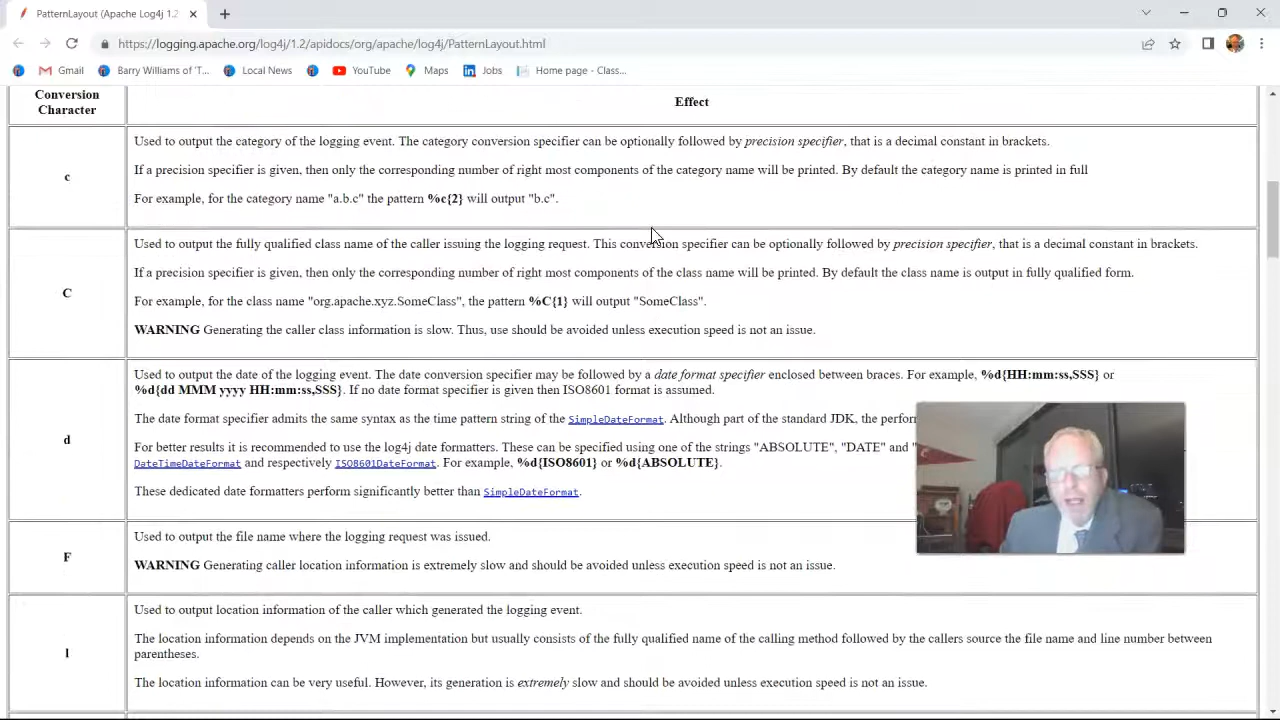 PatternLayout (Apache Log4j 1.2
https://logging.apache.org/log4j/1.2/apidocs/org/apache/log4j/PatternLayout.html
Gmail
Barry Williams of 'T...
Local News
YouTube
Maps
Jobs
Home page - Class...
Conversion
Character
Effect
c
Used to output the category of the logging event. The category conversion specifier can be optionally followed by precision specifier, that is a decimal constant in brackets.
If a precision specifier is given, then only the corresponding number of right most components of the category name will be printed. By default the category name is printed in full
For example, for the category name "a.b.c" the pattern %c{2} will output "b.c".
C
Used to output the fully qualified class name of the caller issuing the logging request. This conversion specifier can be optionally followed by precision specifier, that is a decimal constant in brackets.
If a precision specifier is given, then only the corresponding number of right most components of the class name will be printed. By default the class name is output in fully qualified form.
For example, for the class name "org.apache.xyz.SomeClass", the pattern %C{1} will output "SomeClass".
WARNING Generating the caller class information is slow. Thus, use should be avoided unless execution speed is not an issue.
d
Used to output the date of the logging event. The date conversion specifier may be followed by a date format specifier enclosed between braces. For example, %d{HH:mm:ss,SSS} or
%d{dd MMM yyyy HH:mm:ss,SSS}. If no date format specifier is given then ISO8601 format is assumed.
The date format specifier admits the same syntax as the time pattern string of the SimpleDateFormat. Although part of the standard JDK, the perfor
For better results it is recommended to use the log4j date formatters. These can be specified using one of the strings "ABSOLUTE", "DATE" and "
DateTimeDateFormat and respectively ISO8601DateFormat. For example, %d{ISO8601} or %d{ABSOLUTE}.
These dedicated date formatters perform significantly better than SimpleDateFormat.
F
Used to output the file name where the logging request was issued.
WARNING Generating caller location information is extremely slow and should be avoided unless execution speed is not an issue.
l
Used to output location information of the caller which generated the logging event.
The location information depends on the JVM implementation but usually consists of the fully qualified name of the calling method followed by the callers source the file name and line number between
parentheses.
The location information can be very useful. However, its generation is extremely slow and should be avoided unless execution speed is not an issue.